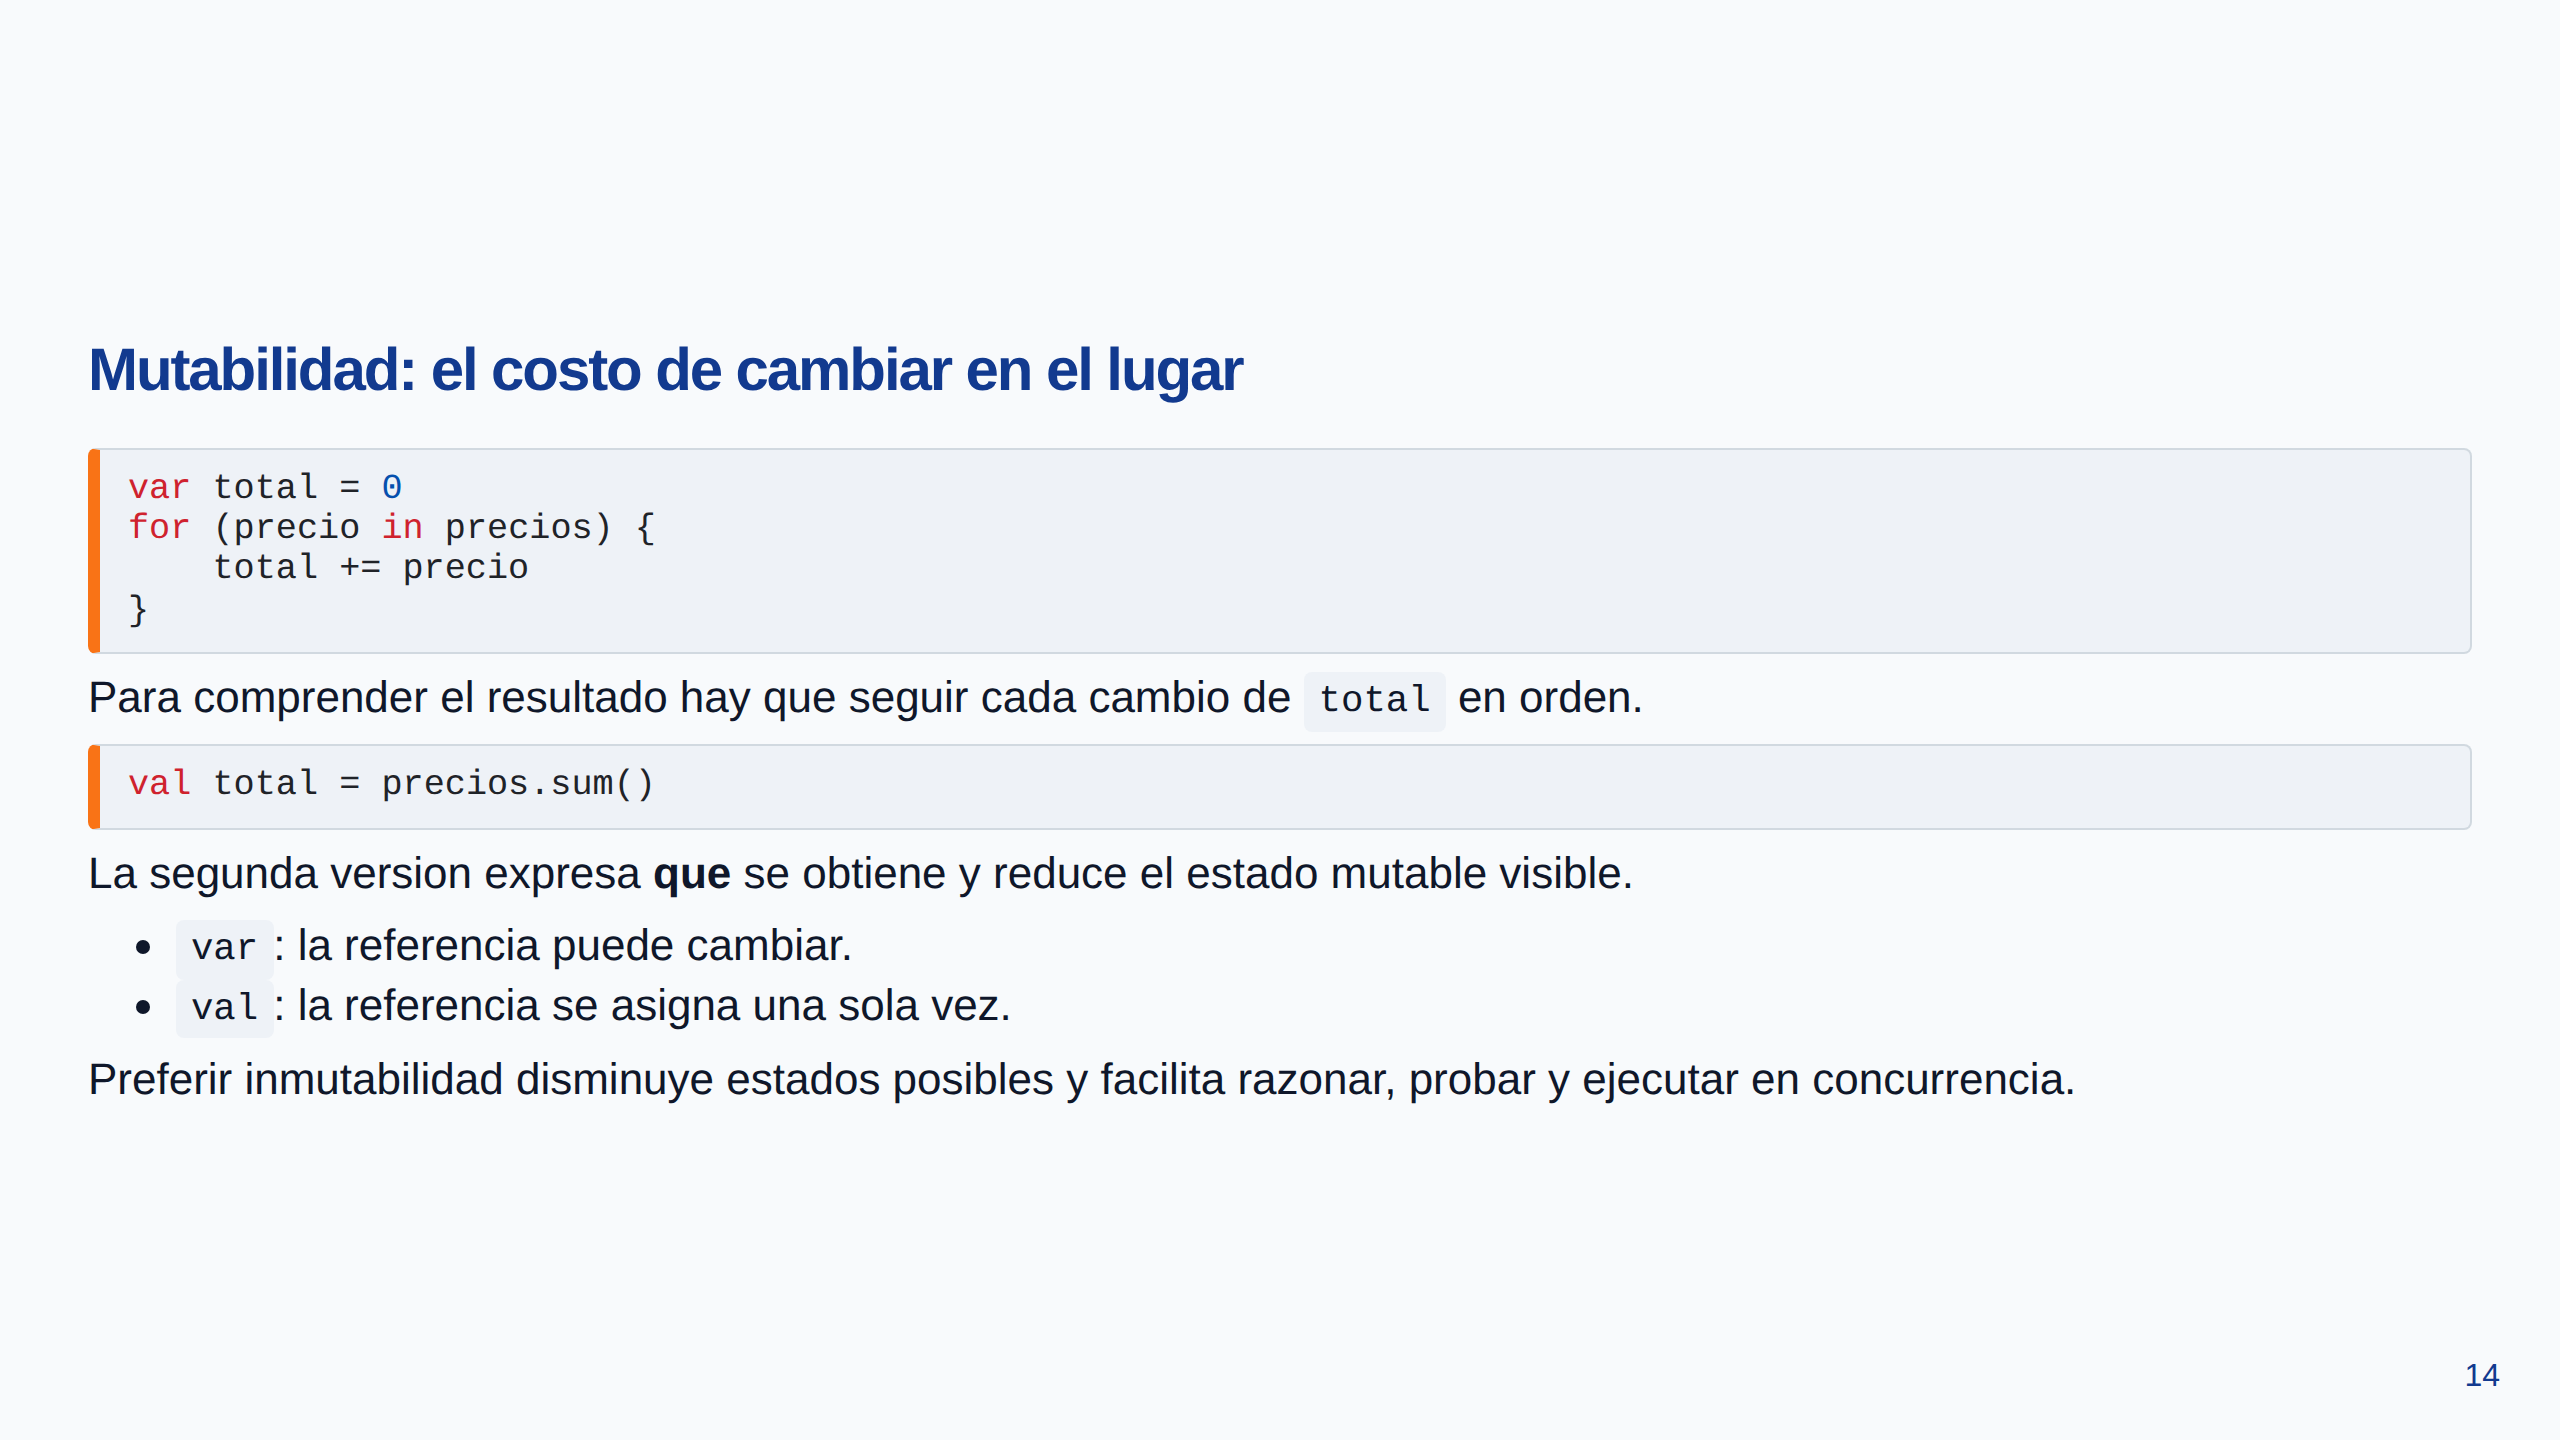 Mutabilidad: el costo de cambiar en el lugar
var total = 0
for (precio in precios) {
    total += precio
}
Para comprender el resultado hay que seguir cada cambio de total en orden.
val total = precios.sum()
La segunda version expresa que se obtiene y reduce el estado mutable visible.
• var: la referencia puede cambiar.
• val: la referencia se asigna una sola vez.
Preferir inmutabilidad disminuye estados posibles y facilita razonar, probar y ejecutar en concurrencia.
14